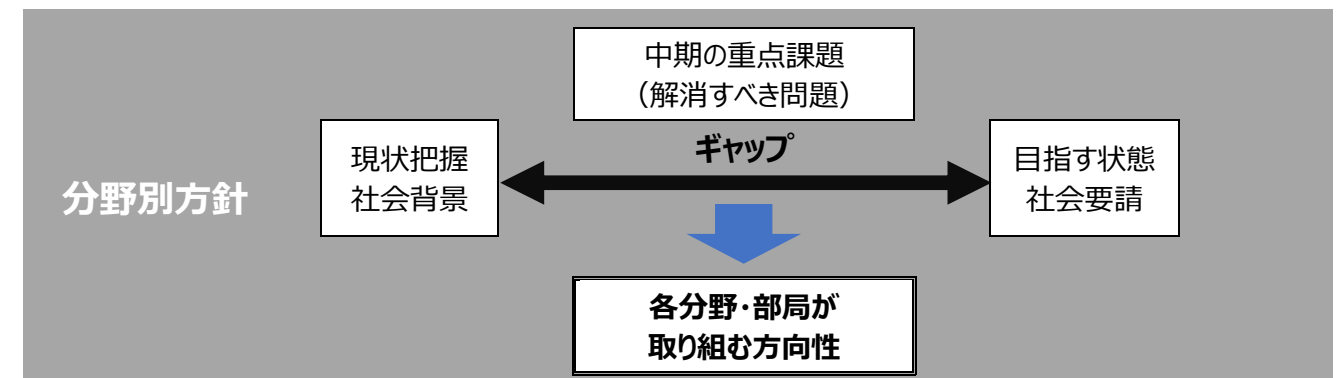 中期の重点課題
（解消すべき問題）
ギャップ
現状把握
社会背景
目指す状態
社会要請
分野別方針
各分野・部局が
取り組む方向性